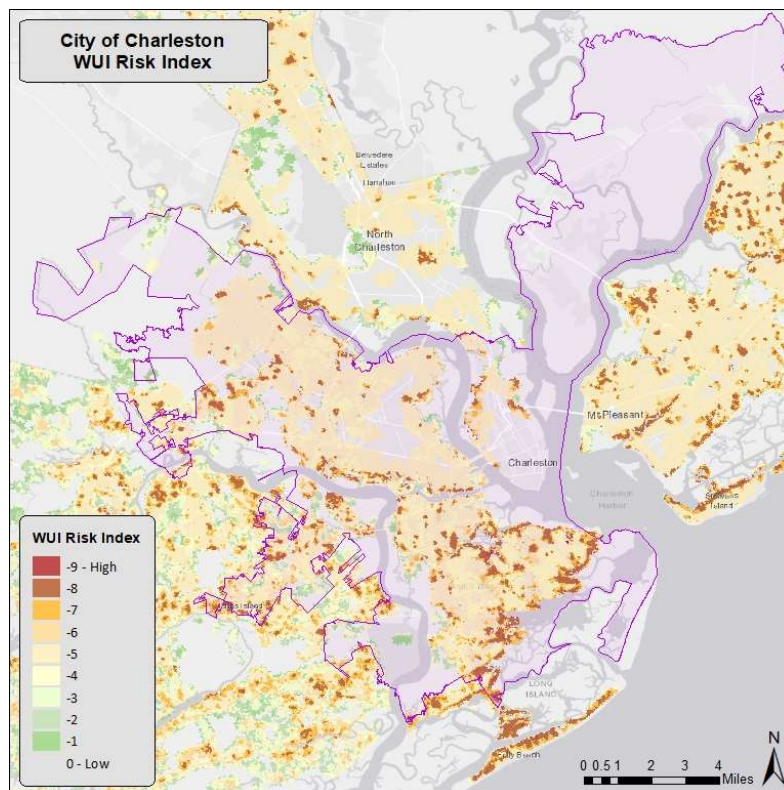 City of Charleston
WUI Risk Index
Belvedere
Estates
Hanahan
North
Charleston
Mt Pleasant
Charleston
Charleston
Harbor
Sullivans
Island
Johns Island
LONG
ISLAND
Folly Beach
WUI Risk Index
-9 - High
-8
-7
-6
-5
-4
-3
-2
-1
0 - Low
N
0 0.5 1 2 3 4
Miles